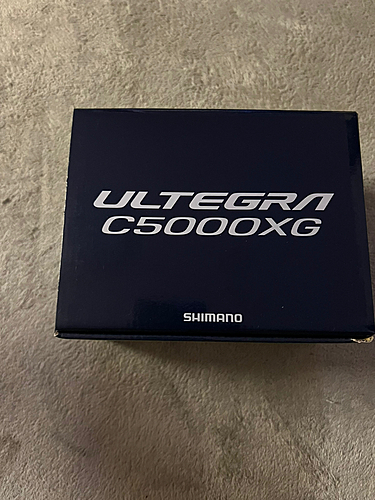 ULTEGRA
C5000XG
SHIMANO